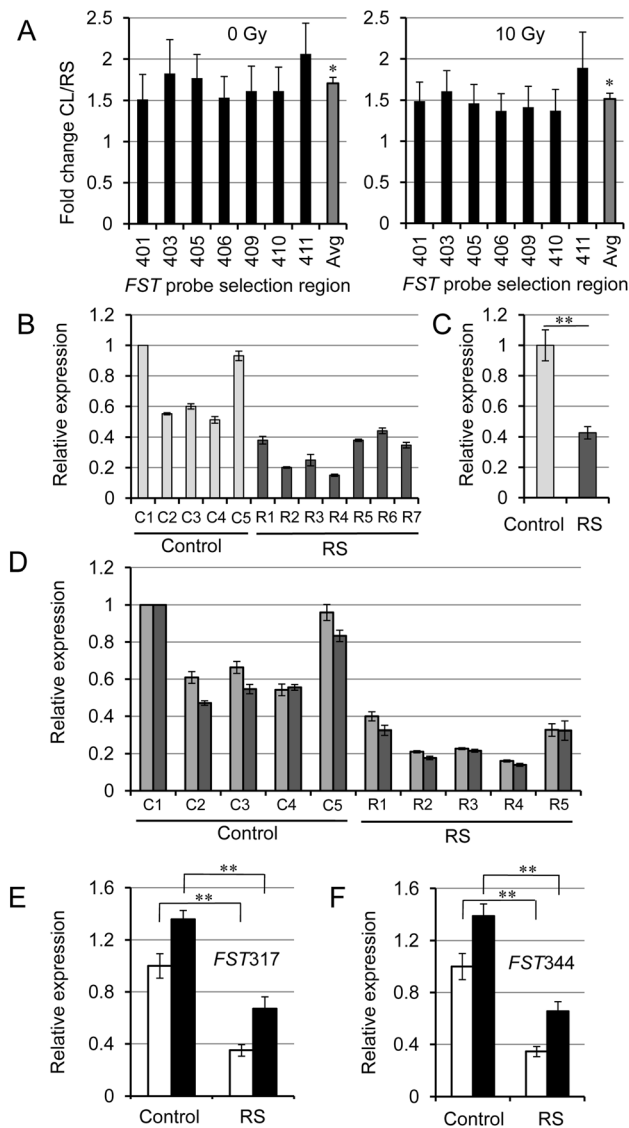 A
Fold change CL/RS
2.5
2
1.5
1
0.5
0
0 Gy
*
401
403
405
406
409
410
411
Avg
FST probe selection region
2.5
2
1.5
1
0.5
0
10 Gy
*
401
403
405
406
409
410
411
Avg
FST probe selection region
B
Relative expression
1.2
1
0.8
0.6
0.4
0.2
0
C1 C2 C3 C4 C5 R1 R2 R3 R4 R5 R6 R7
Control RS
C
Relative expression
1.2
1
0.8
0.6
0.4
0.2
0
**
Control RS
D
Relative expression
1.2
1
0.8
0.6
0.4
0.2
0
C1 C2 C3 C4 C5 R1 R2 R3 R4 R5
Control RS
E
Relative expression
1.6
1.2
0.8
0.4
0
**
**
FST317
Control RS
F
Relative expression
1.6
1.2
0.8
0.4
0
**
**
FST344
Control RS